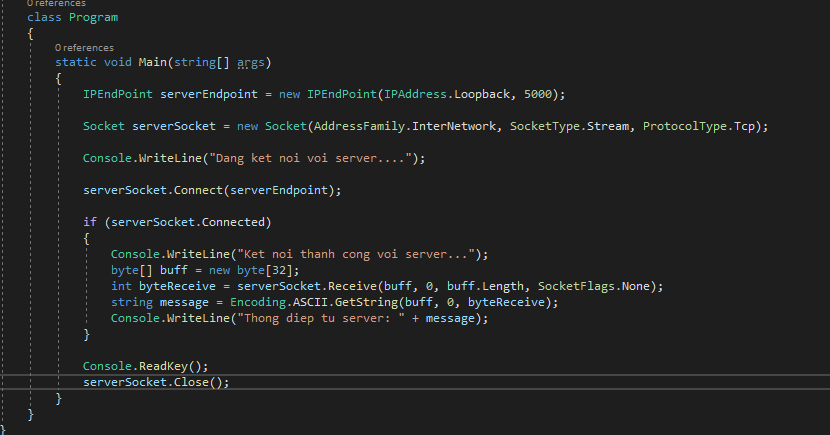 0 references
class Program
{
0 references
static void Main(string[] args)
{
IPEndPoint serverEndpoint = new IPEndPoint(IPAddress.Loopback, 5000);
Socket serverSocket = new Socket(AddressFamily.InterNetwork, SocketType.Stream, ProtocolType.Tcp);
Console.WriteLine("Dang ket noi voi server....");
serverSocket.Connect(serverEndpoint);
if (serverSocket.Connected)
{
Console.WriteLine("Ket noi thanh cong voi server...");
byte[] buff = new byte[32];
int byteReceive = serverSocket.Receive(buff, 0, buff.Length, SocketFlags.None);
string message = Encoding.ASCII.GetString(buff, 0, byteReceive);
Console.WriteLine("Thong diep tu server: " + message);
}
Console.ReadKey();
serverSocket.Close();
}
}
}